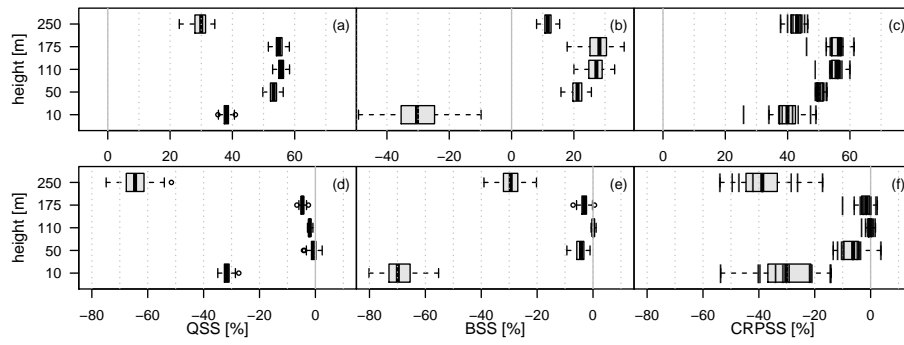 height [m]
250
175
110
50
10
(a)
(b)
(c)
0 20 40 60
−40 −20 0 20
0 20 40 60
height [m]
250
175
110
50
10
(d)
(e)
(f)
−80 −60 −40 −20 0
−80 −60 −40 −20 0
−80 −60 −40 −20 0
QSS [%]
BSS [%]
CRPSS [%]